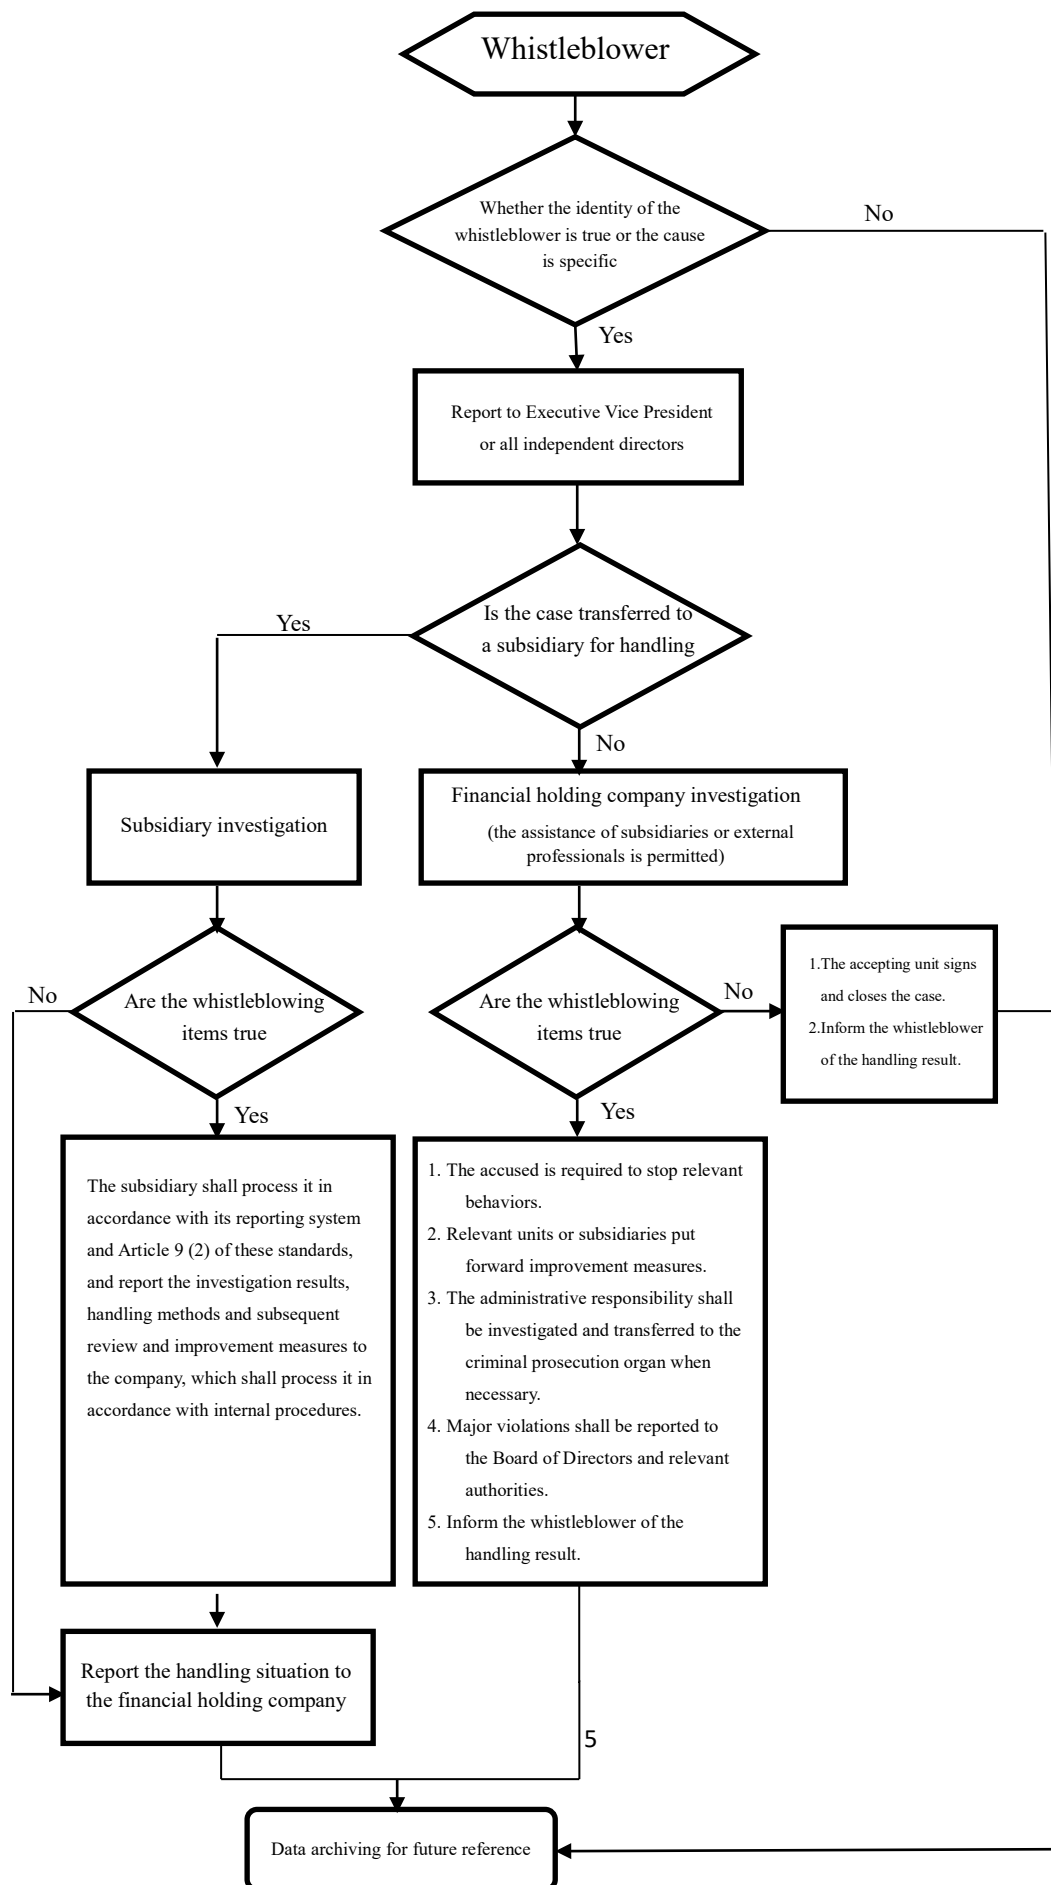 Whistleblower
Whether the identity of the
whistleblower is true or the cause
is specific
No
Yes
Report to Executive Vice President
or all independent directors
Is the case transferred to
a subsidiary for handling
Yes
No
Subsidiary investigation
Financial holding company investigation
(the assistance of subsidiaries or external
professionals is permitted)
Are the whistleblowing
items true
No
Yes
Are the whistleblowing
items true
No
Yes
1.The accepting unit signs
and closes the case.
2.Inform the whistleblower
of the handling result.
The subsidiary shall process it in
accordance with its reporting system
and Article 9 (2) of these standards,
and report the investigation results,
handling methods and subsequent
review and improvement measures to
the company, which shall process it in
accordance with internal procedures.
1. The accused is required to stop relevant
behaviors.
2. Relevant units or subsidiaries put
forward improvement measures.
3. The administrative responsibility shall
be investigated and transferred to the
criminal prosecution organ when
necessary.
4. Major violations shall be reported to
the Board of Directors and relevant
authorities.
5. Inform the whistleblower of the
handling result.
Report the handling situation to
the financial holding company
5
Data archiving for future reference